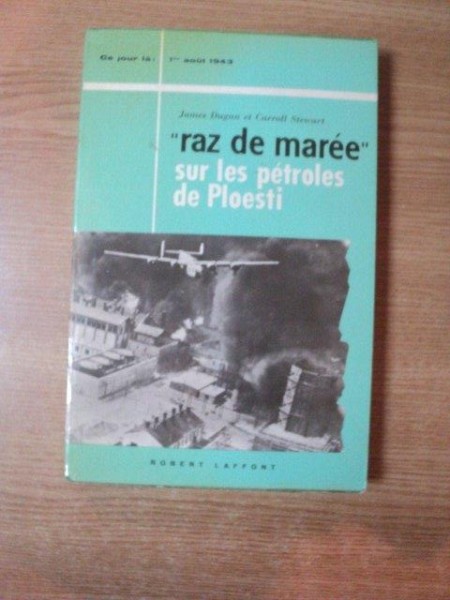 Ce jour là: 1er août 1943
James Dugan et Carroll Stewart
"raz de marée"
sur les pétroles
de Ploesti
ROBERT LAFFONT